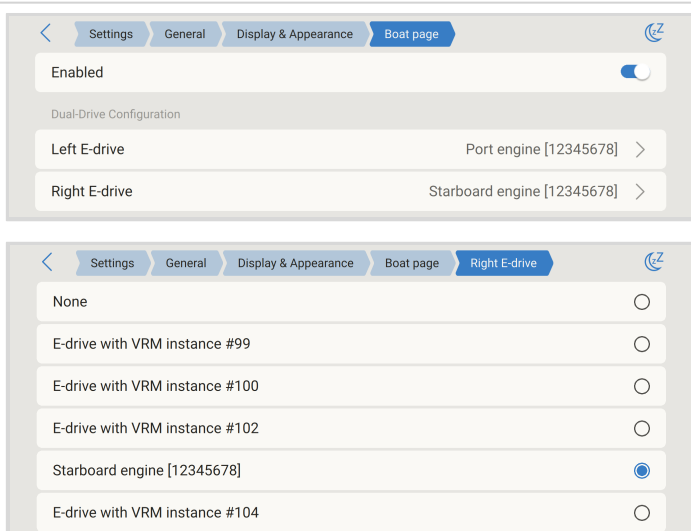 Settings General Display & Appearance Boat page
Enabled
Dual-Drive Configuration
Left E-drive Port engine [12345678]
Right E-drive Starboard engine [12345678]
Settings General Display & Appearance Boat page Right E-drive
None
E-drive with VRM instance #99
E-drive with VRM instance #100
E-drive with VRM instance #102
Starboard engine [12345678]
E-drive with VRM instance #104